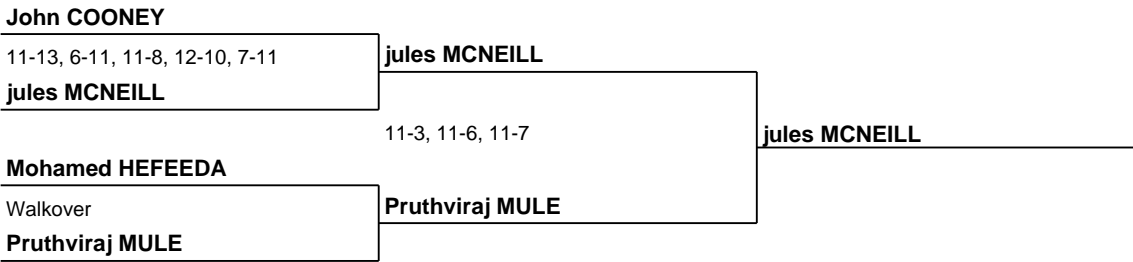 John COONEY
11-13, 6-11, 11-8, 12-10, 7-11
jules MCNEILL
jules MCNEILL
11-3, 11-6, 11-7
jules MCNEILL
Mohamed HEFEEDA
Walkover
Pruthviraj MULE
Pruthviraj MULE